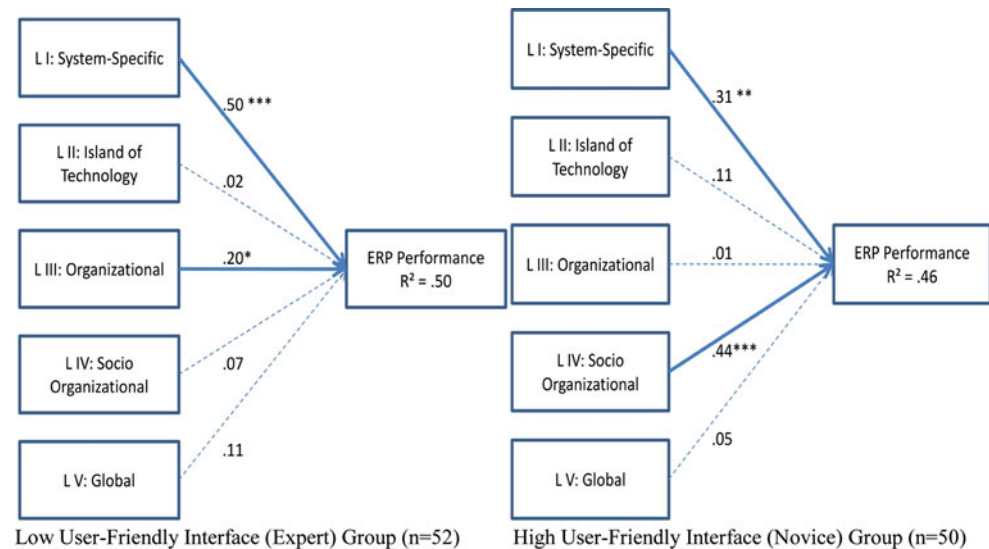 L I: System-Specific
.50 ***
L II: Island of
Technology
.02
L III: Organizational
.20*
ERP Performance
R² = .50
L IV: Socio
Organizational
.07
L V: Global
.11
Low User-Friendly Interface (Expert) Group (n=52)
L I: System-Specific
.31 **
L II: Island of
Technology
.11
L III: Organizational
.01
ERP Performance
R² = .46
L IV: Socio
Organizational
.44***
L V: Global
.05
High User-Friendly Interface (Novice) Group (n=50)